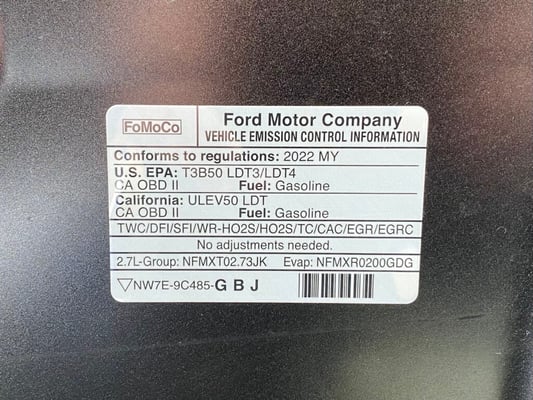 FoMoCo
Ford Motor Company
VEHICLE EMISSION CONTROL INFORMATION
Conforms to regulations: 2022 MY
U.S. EPA: T3B50 LDT3/LDT4
CA OBD II Fuel: Gasoline
California: ULEV50 LDT
CA OBD II Fuel: Gasoline
TWC/DFI/SFI/WR-HO2S/HO2S/TC/CAC/EGR/EGRC
No adjustments needed.
2.7L-Group: NFMXT02.73JK Evap: NFMXR0200GDG
▽NW7E-9C485-G B J